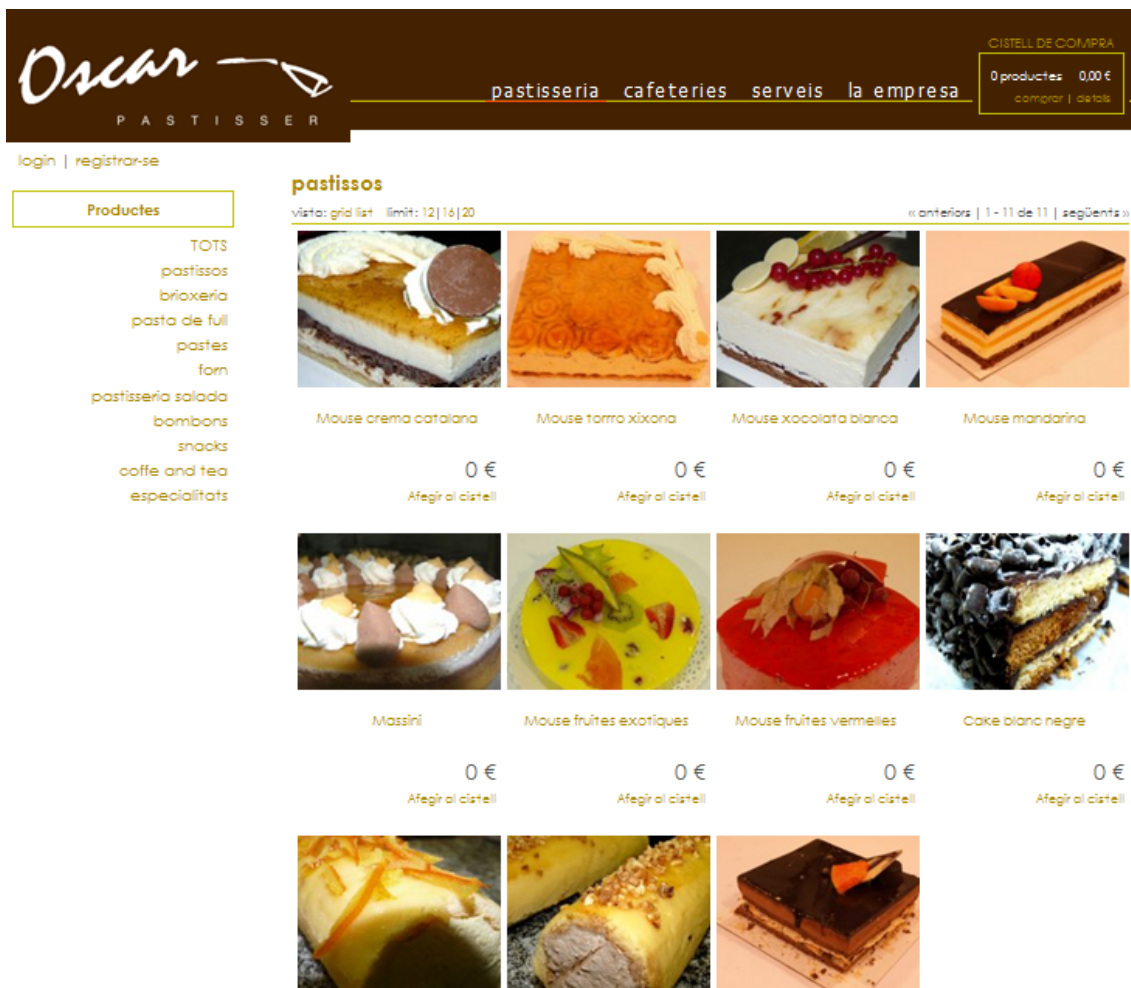 Oscar
PASTISSER
pastisseria cafeteries serveis la empresa
CISTELL DE COMPRA
0 productes 0,00 €
comprar | detalls
login | registrar-se
Productes
TOTS
pastissos
brioxeria
pasta de full
pastes
forn
pastisseria salada
bombons
snacks
coffe and tea
especialitats
pastissos
vista: grid list limit: 12|16|20 « anteriors | 1 - 11 de 11 | següents »
Mouse crema catalana Mouse torrro xixona Mouse xocolata blanca Mouse mandarina
0 € 0 € 0 € 0 €
Afegir al cistell Afegir al cistell Afegir al cistell Afegir al cistell
Massini Mouse fruites exotiques Mouse fruites vermelles Cake blanc negre
0 € 0 € 0 € 0 €
Afegir al cistell Afegir al cistell Afegir al cistell Afegir al cistell